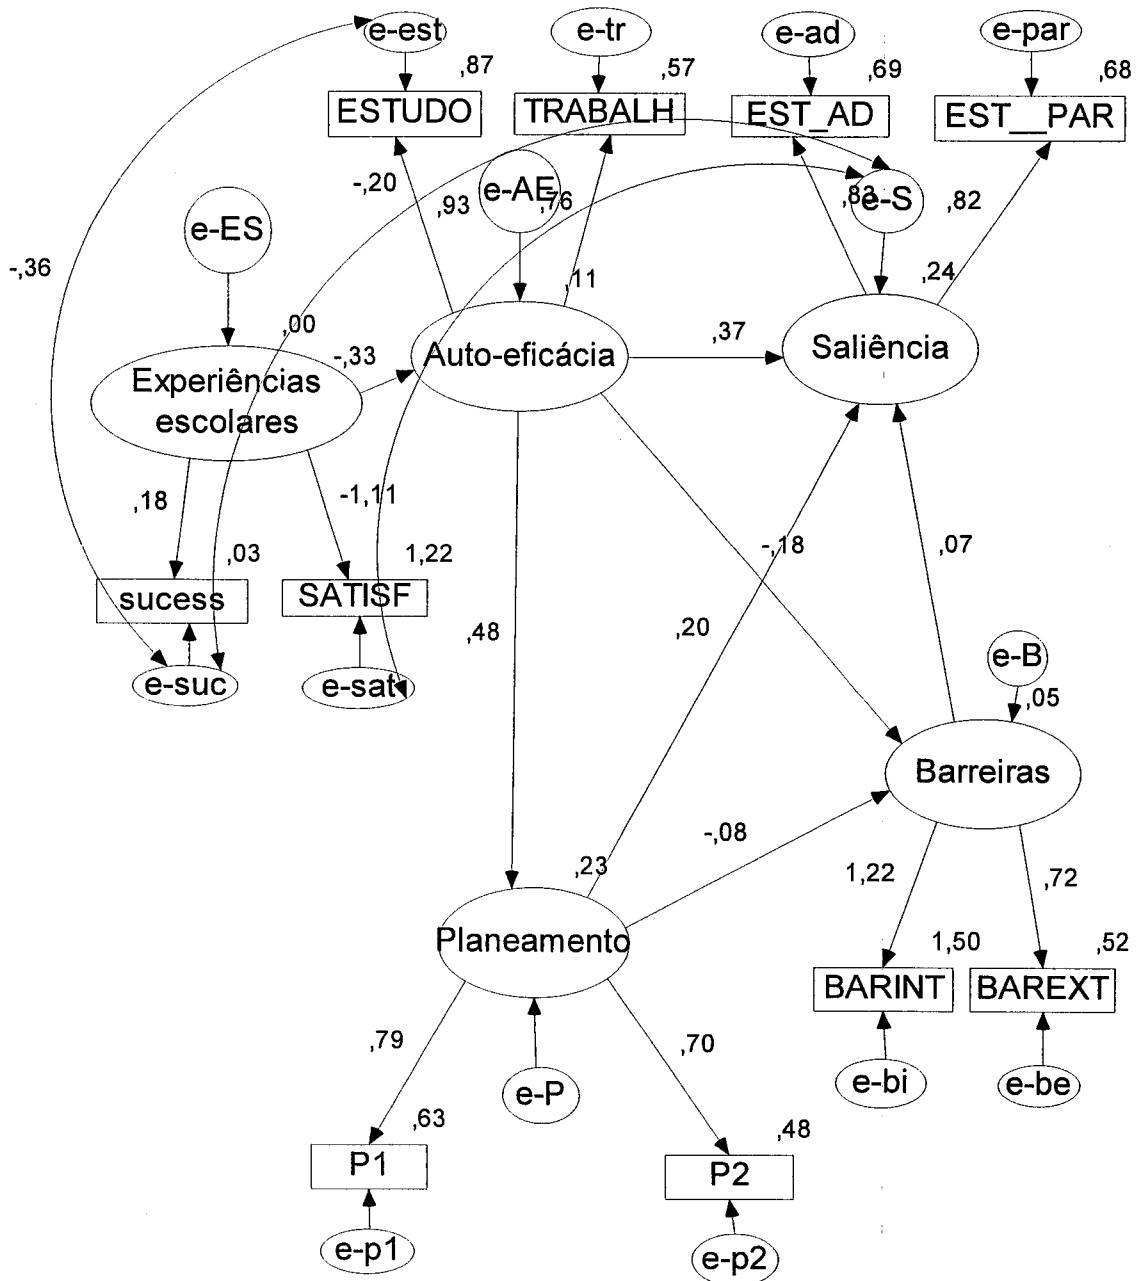 e-est
e-tr
e-ad
e-par
,87
,57
,69
,68
ESTUDO
TRABALH
EST_AD
EST__PAR
-,20
,93
e-AE
,76
,83
e-S
,82
e-ES
-,36
,11
,24
,00
-,33
Auto-eficácia
,37
Saliência
Experiências
escolares
,18
-1,11
,03
1,22
-,18
,07
sucess
SATISF
,48
,20
e-suc
e-sat
e-B
,05
Barreiras
-,08
,23
1,22
,72
Planeamento
1,50
,52
BARINT
BAREXT
,79
,70
e-P
e-bi
e-be
,63
,48
P1
P2
e-p1
e-p2